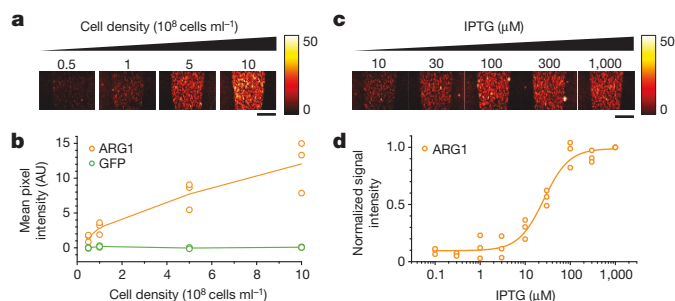 a
Cell density (10⁸ cells ml⁻¹)
0.5 1 5 10
50
0
b
ARG1
GFP
Mean pixel
intensity (AU)
15
10
5
0
0 2 4 6 8 10
Cell density (10⁸ cells ml⁻¹)
c
IPTG (μM)
10 30 100 300 1,000
50
0
d
ARG1
Normalized signal
intensity
1.0
0.5
0
0.1 1 10 100 1,000
IPTG (μM)